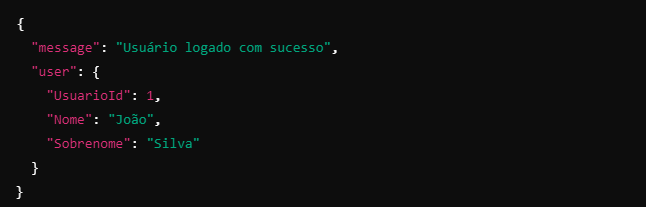 {
"message": "Usuário logado com sucesso",
"user": {
"UsuarioId": 1,
"Nome": "João",
"Sobrenome": "Silva"
}
}